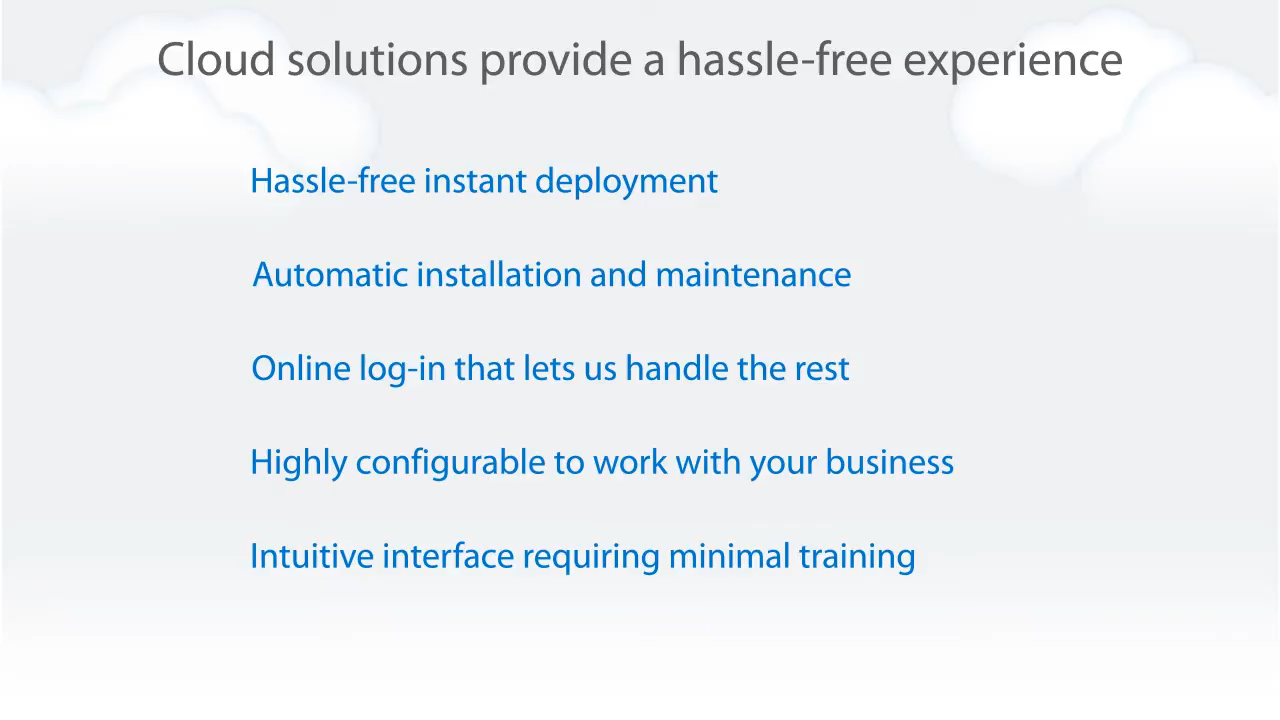 Cloud solutions provide a hassle-free experience
Hassle-free instant deployment
Automatic installation and maintenance
Online log-in that lets us handle the rest
Highly configurable to work with your business
Intuitive interface requiring minimal training